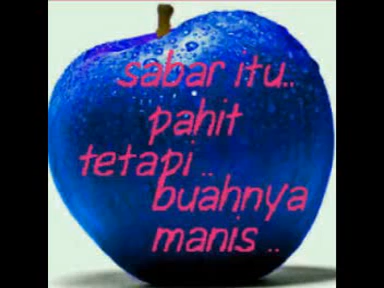 sabar itu..
pahit
tetapi ..
buahnya
manis ..